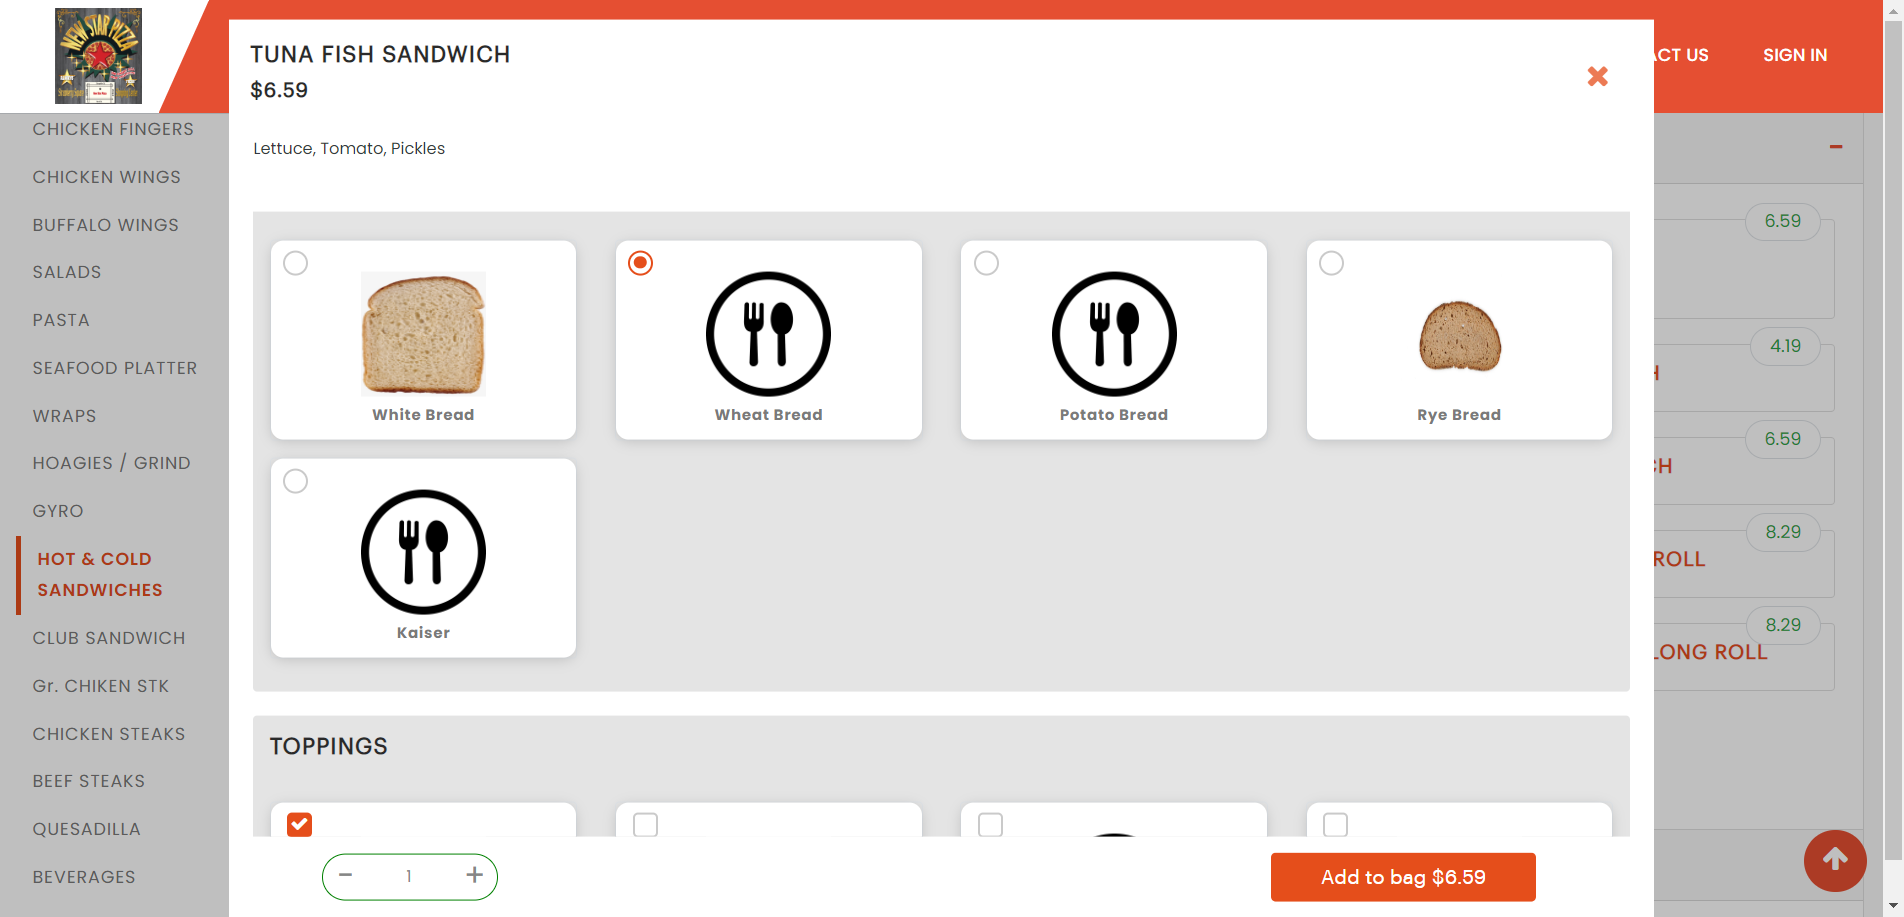 NEW STAR PIZZA
CT US
SIGN IN
TUNA FISH SANDWICH
$6.59
Lettuce, Tomato, Pickles
CHICKEN FINGERS
CHICKEN WINGS
BUFFALO WINGS
SALADS
PASTA
SEAFOOD PLATTER
WRAPS
HOAGIES / GRIND
GYRO
HOT & COLD
SANDWICHES
CLUB SANDWICH
Gr. CHIKEN STK
CHICKEN STEAKS
BEEF STEAKS
QUESADILLA
BEVERAGES
White Bread
Wheat Bread
Potato Bread
Rye Bread
Kaiser
TOPPINGS
1
Add to bag $6.59
6.59
4.19
H
6.59
CH
8.29
ROLL
8.29
LONG ROLL